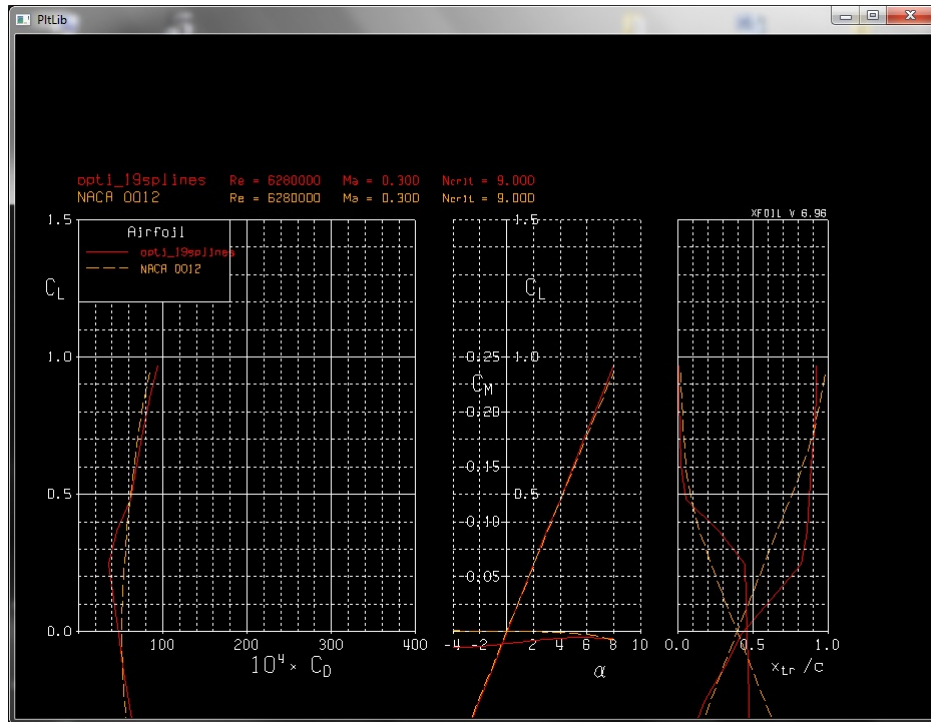 PltLib
opti_19splines Re = 6280000 Ma = 0.300 Ncrit = 9.000
NACA 0012 Re = 6280000 Ma = 0.300 Ncrit = 9.000
XFOIL V 6.96
1.5 1.5
Airfoil
opti_19splines
NACA 0012
CL CL
1.0 0.25 1.0
CM
0.20
0.15
0.5 0.5
0.10
0.05
0.0
100 200 300 400 -4 -2 2 4 6 8 10 0.0 0.5 1.0
10⁴× CD α xtr/c